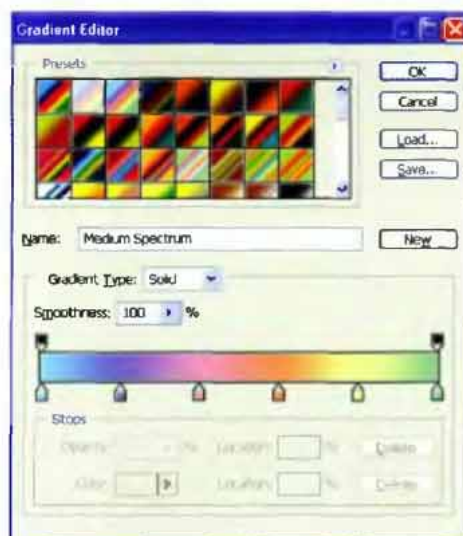 Gradient Editor
Presets
OK
Cancel
Load...
Save...
Name: Medium Spectrum
New
Gradient Type: Solid
Smoothness: 100 %
Stops
Opacity: % Location: % Delete
Color: Location: % Delete